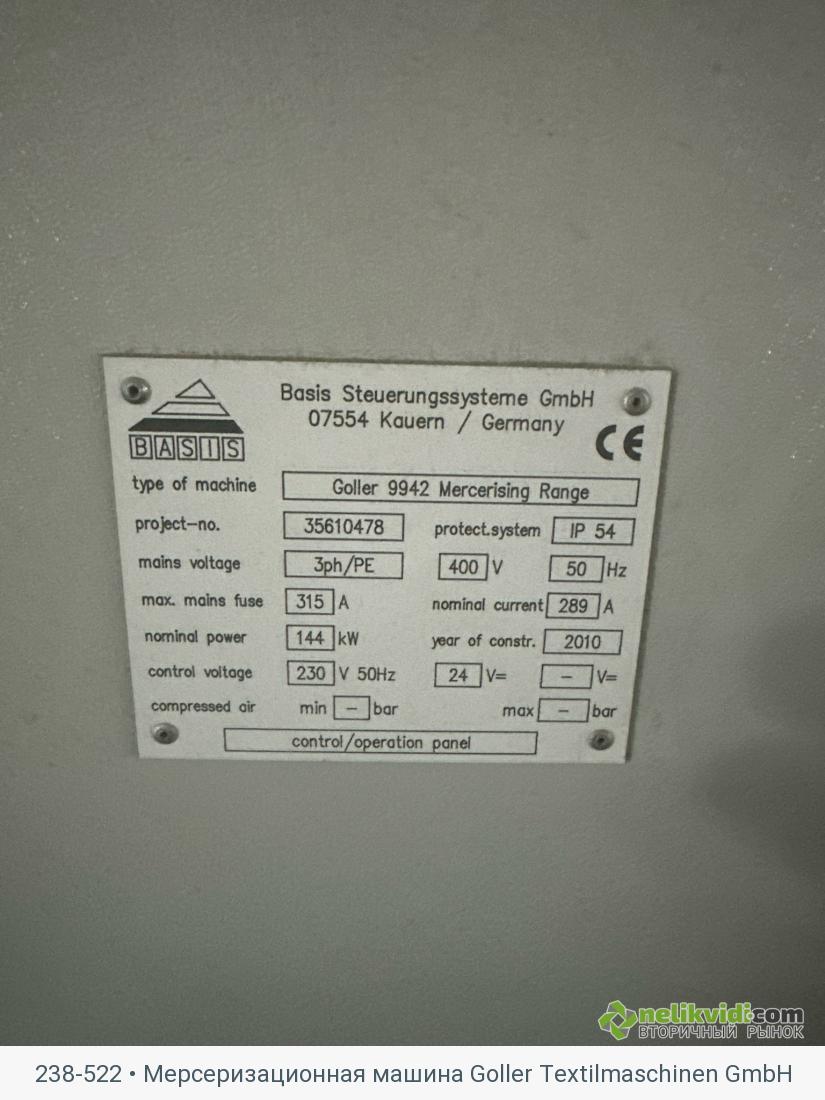 Basis Steuerungssysteme GmbH
07554 Kauern / Germany
BASIS
CE
type of machine Goller 9942 Mercerising Range
project-no. 35610478 protect.system IP 54
mains voltage 3ph/PE 400 V 50 Hz
max. mains fuse 315 A nominal current 289 A
nominal power 144 kW year of constr. 2010
control voltage 230 V 50Hz 24 V= - V=
compressed air min - bar max - bar
control/operation panel
nelikvidi.com
ВТОРИЧНЫЙ РЫНОК
238-522 • Мерсеризационная машина Goller Textilmaschinen GmbH